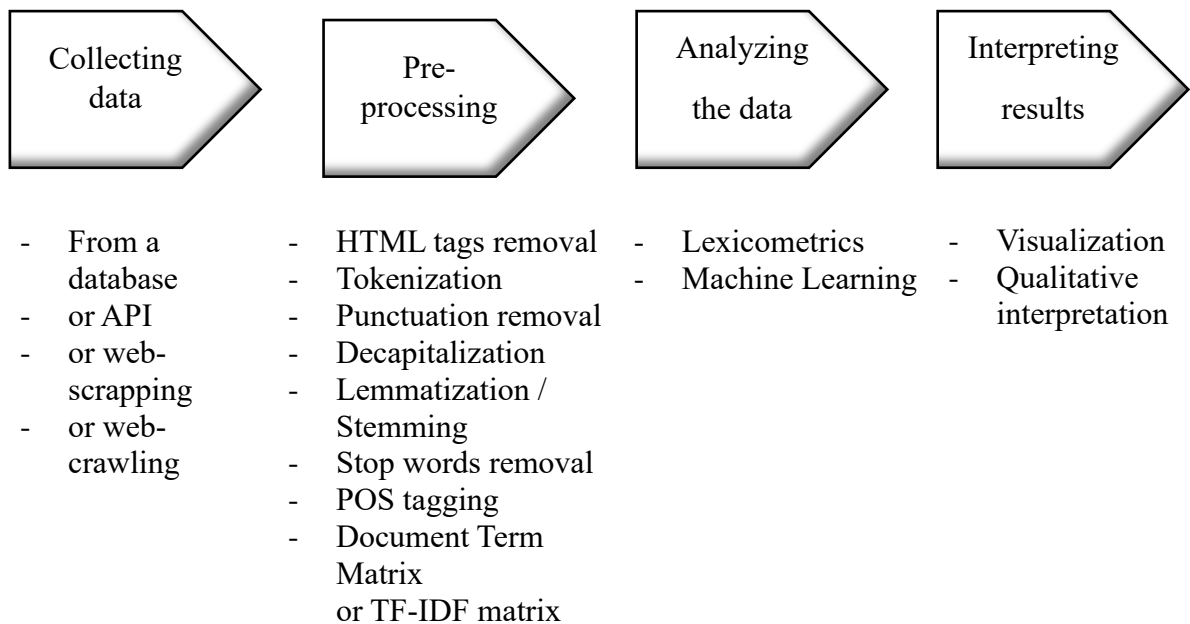 Collecting
data
Pre-
processing
Analyzing
the data
Interpreting
results
- From a
database
- or API
- or web-
scrapping
- or web-
crawling
- HTML tags removal
- Tokenization
- Punctuation removal
- Decapitalization
- Lemmatization /
Stemming
- Stop words removal
- POS tagging
- Document Term
Matrix
or TF-IDF matrix
- Lexicometrics
- Machine Learning
- Visualization
- Qualitative
interpretation